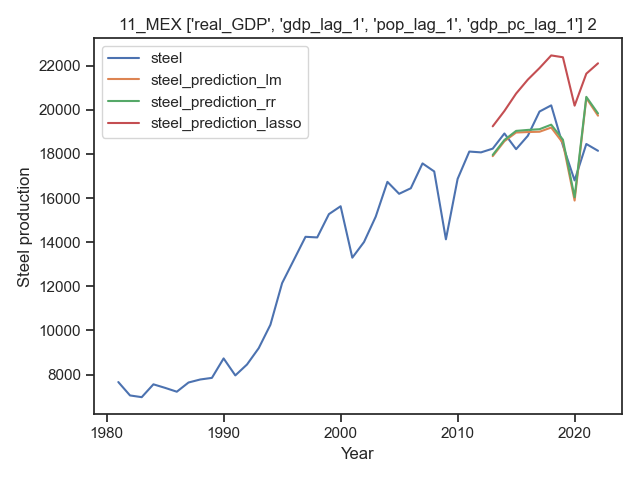 11_MEX ['real_GDP', 'gdp_lag_1', 'pop_lag_1', 'gdp_pc_lag_1'] 2
steel
steel_prediction_lm
steel_prediction_rr
steel_prediction_lasso
Steel production
22000
20000
18000
16000
14000
12000
10000
8000
1980
1990
2000
2010
2020
Year